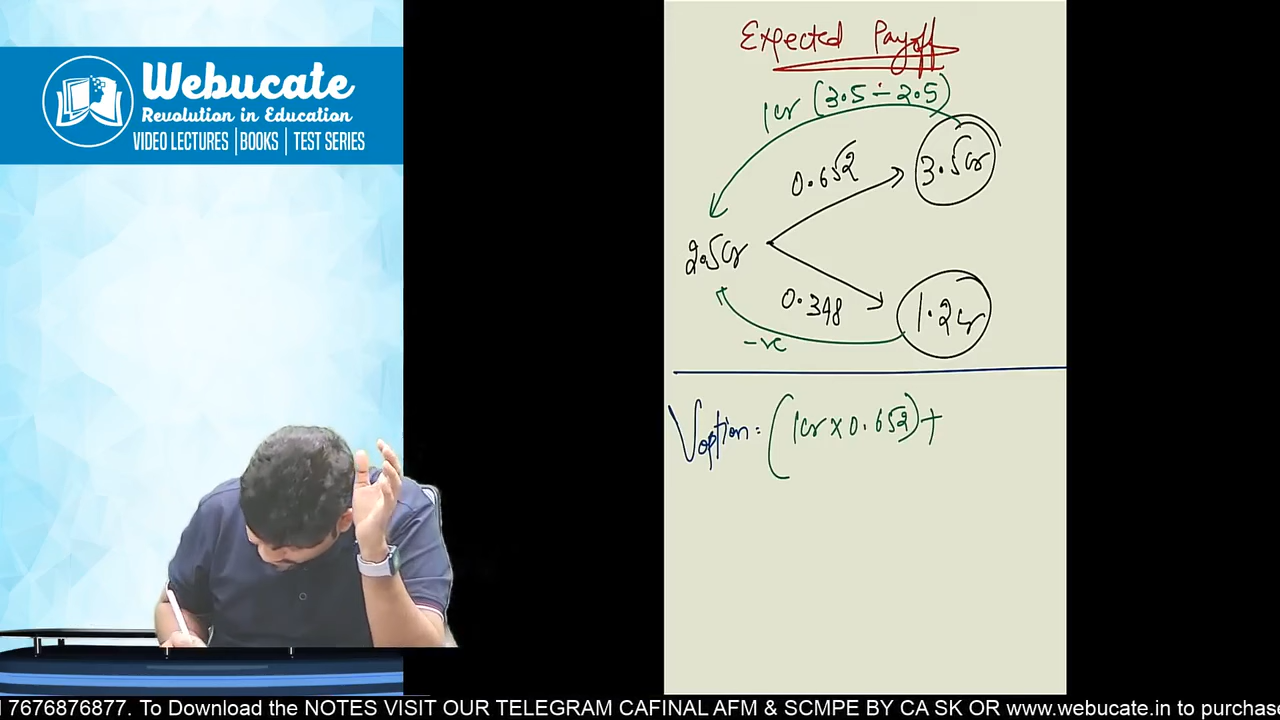 Webucate
Revolution in Education
VIDEO LECTURES | BOOKS | TEST SERIES
Expected Payoff
1cr (3.5 - 2.5)
0.652
3.5cr
2.5cr
0.348
1.2cr
-ve
Voption = (1cr x 0.652) +
7676876877. To Download the NOTES VISIT OUR TELEGRAM CAFINAL AFM & SCMPE BY CA SK OR www.webucate.in to purchas